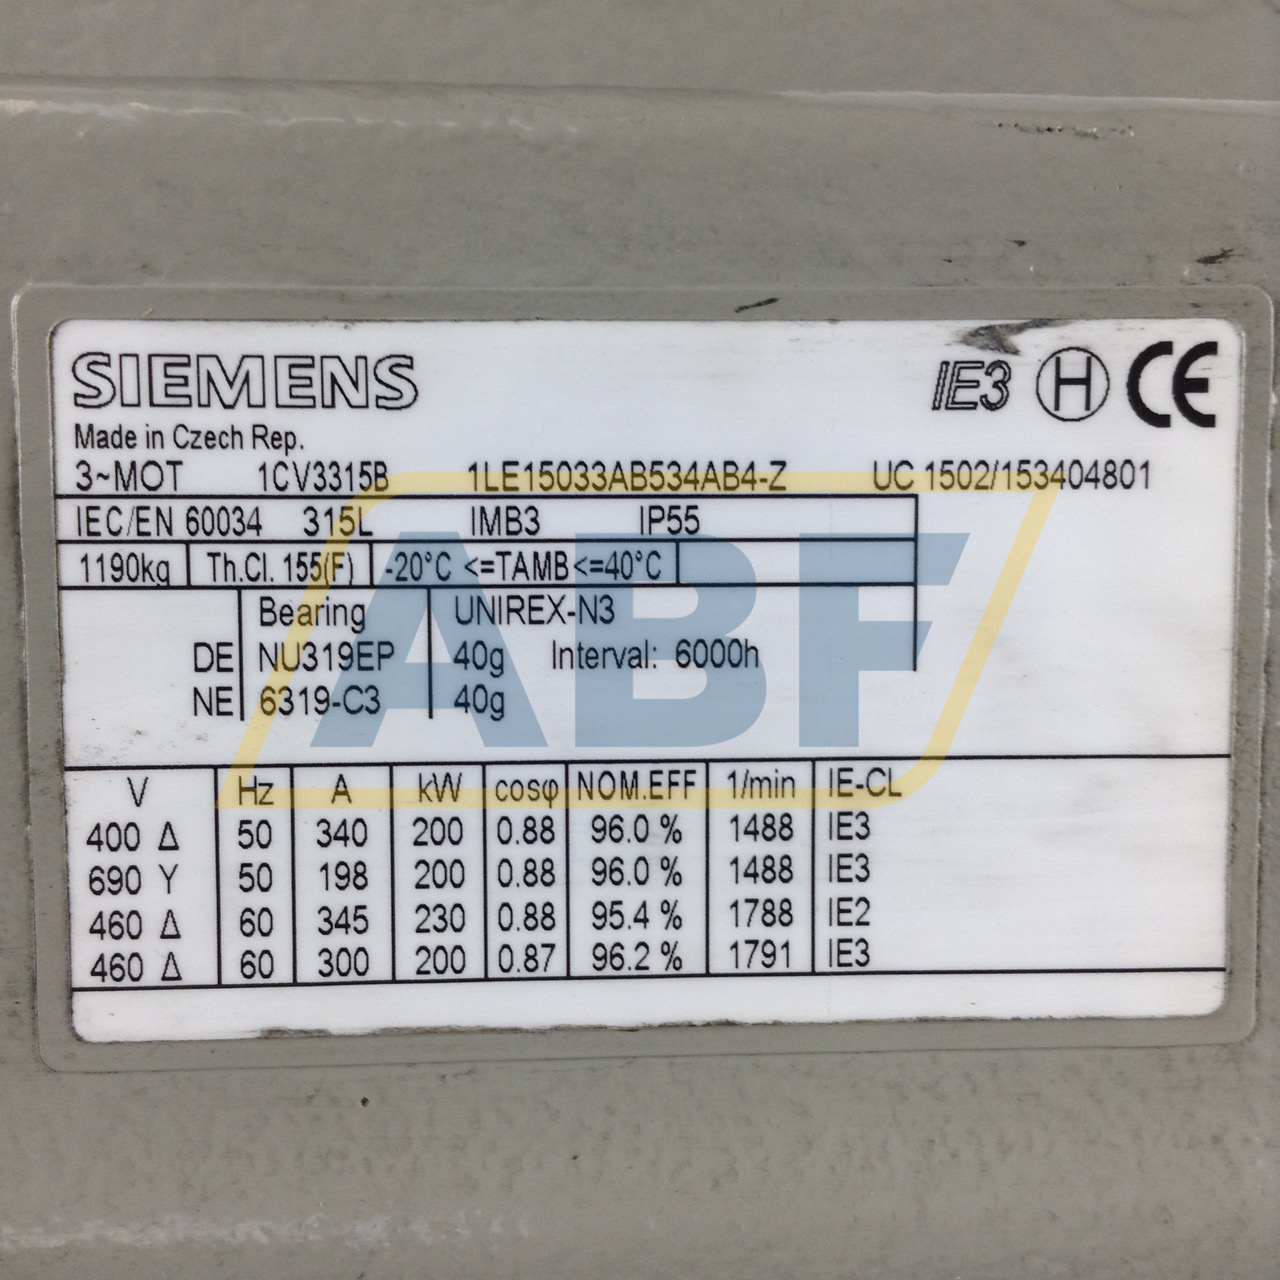 SIEMENS IE3 H CE
Made in Czech Rep.
3~MOT 1CV3315B 1LE15033AB534AB4-Z UC 1502/153404801
IEC/EN 60034 315L IMB3 IP55
1190kg Th.Cl. 155(F) -20°C <=TAMB<=40°C
Bearing UNIREX-N3
DE NU319EP 40g Interval: 6000h
NE 6319-C3 40g
ABF
V Hz A kW cosφ NOM.EFF 1/min IE-CL
400 Δ 50 340 200 0.88 96.0 % 1488 IE3
690 Y 50 198 200 0.88 96.0 % 1488 IE3
460 Δ 60 345 230 0.88 95.4 % 1788 IE2
460 Δ 60 300 200 0.87 96.2 % 1791 IE3